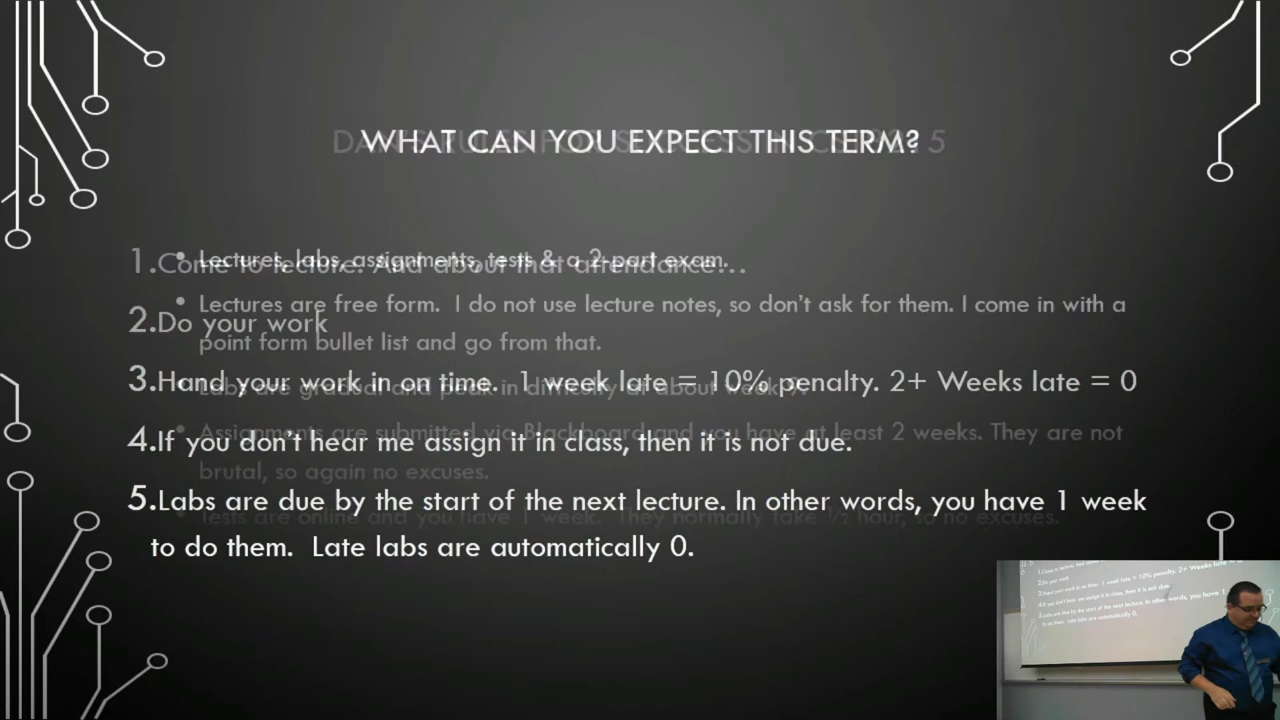 WHAT CAN YOU EXPECT THIS TERM?
1.Come to lecture. And about that attendance…
• Lectures, labs, assignments, tests & a 2-part exam.
• Lectures are free form. I do not use lecture notes, so don't ask for them. I come in with a
2.Do your work
point form bullet list and go from that.
3.Hand your work in on time. 1 week late = 10% penalty. 2+ Weeks late = 0
• Labs are gradual and peak in difficulty at about week 9.
• Assignments are submitted via Blackboard and you have at least 2 weeks. They are not
4.If you don't hear me assign it in class, then it is not due.
brutal, so again no excuses.
5.Labs are due by the start of the next lecture. In other words, you have 1 week
• Tests are online and you have 1 week. They normally take ½ hour, so no excuses.
to do them. Late labs are automatically 0.